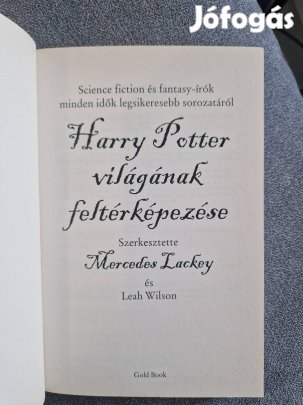 Jófogás
Science fiction és fantasy-írók
minden idők legsikeresebb sorozatáról
Harry Potter
világának
feltérképezése
Szerkesztette
Mercedes Lackey
és
Leah Wilson
Gold Book